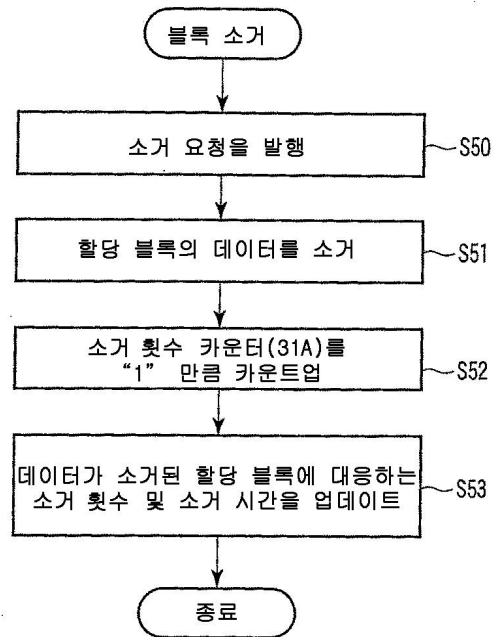 블록 소거
소거 요청을 발행
S50
할당 블록의 데이터를 소거
S51
소거 횟수 카운터(31A)를
“1” 만큼 카운트업
S52
데이터가 소거된 할당 블록에 대응하는
소거 횟수 및 소거 시간을 업데이트
S53
종료